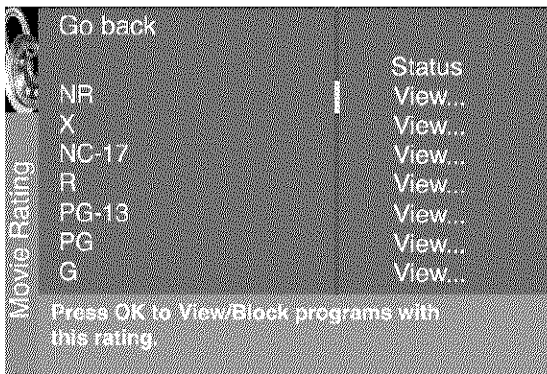 Go back
Status
NR View...
X View...
NC-17 View...
R View...
PG-13 View...
PG View...
G View...
Movie Rating
Press OK to View/Block programs with
this rating.